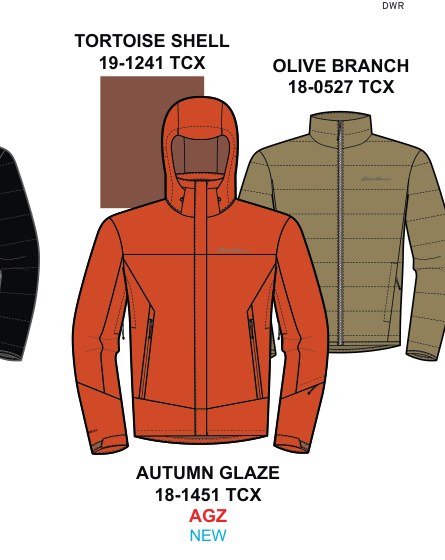 DWR
TORTOISE SHELL
19-1241 TCX
OLIVE BRANCH
18-0527 TCX
AUTUMN GLAZE
18-1451 TCX
AGZ
NEW